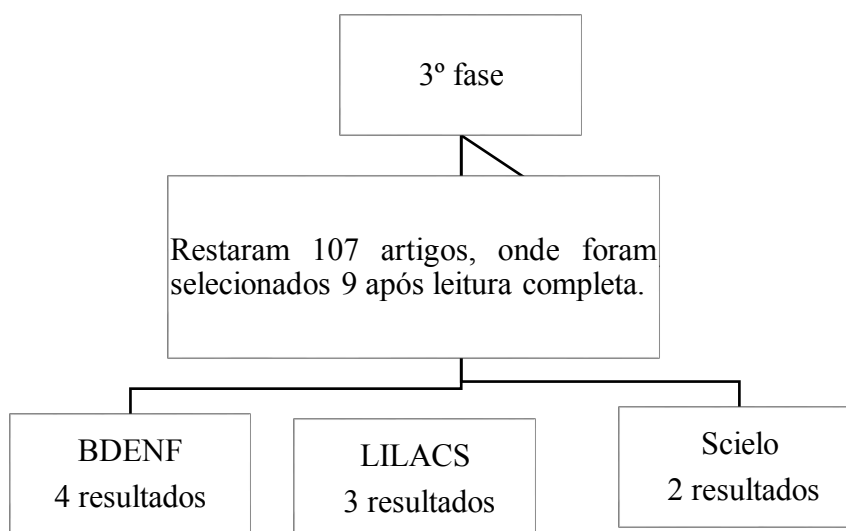 3º fase
Restaram 107 artigos, onde foram
selecionados 9 após leitura completa.
BDENF
4 resultados
LILACS
3 resultados
Scielo
2 resultados